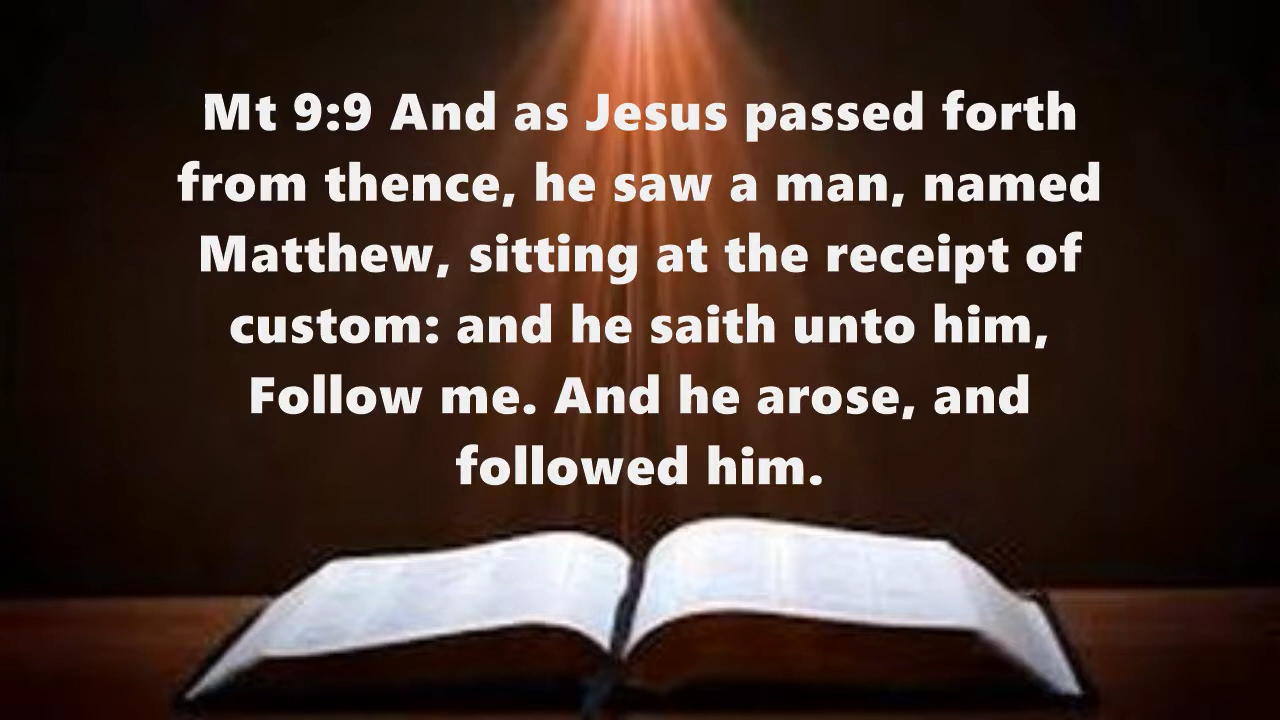 Mt 9:9 And as Jesus passed forth
from thence, he saw a man, named
Matthew, sitting at the receipt of
custom: and he saith unto him,
Follow me. And he arose, and
followed him.